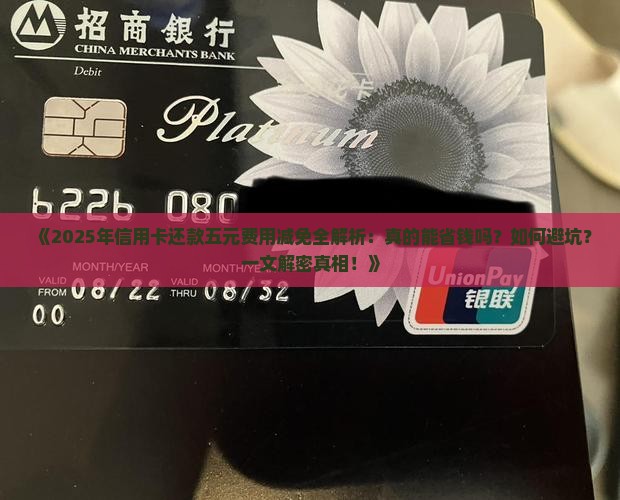 招商銀行
CHINA MERCHANTS BANK
Debit
Platinum
6226 080
《2025年信用卡还款五元费用减免全解析：真的能省钱吗？如何避坑？
一文解密真相！》
MONTH/YEAR MONTH/YEAR
VALID FROM 08/22 VALID THRU 08/32
UnionPay
银联
00